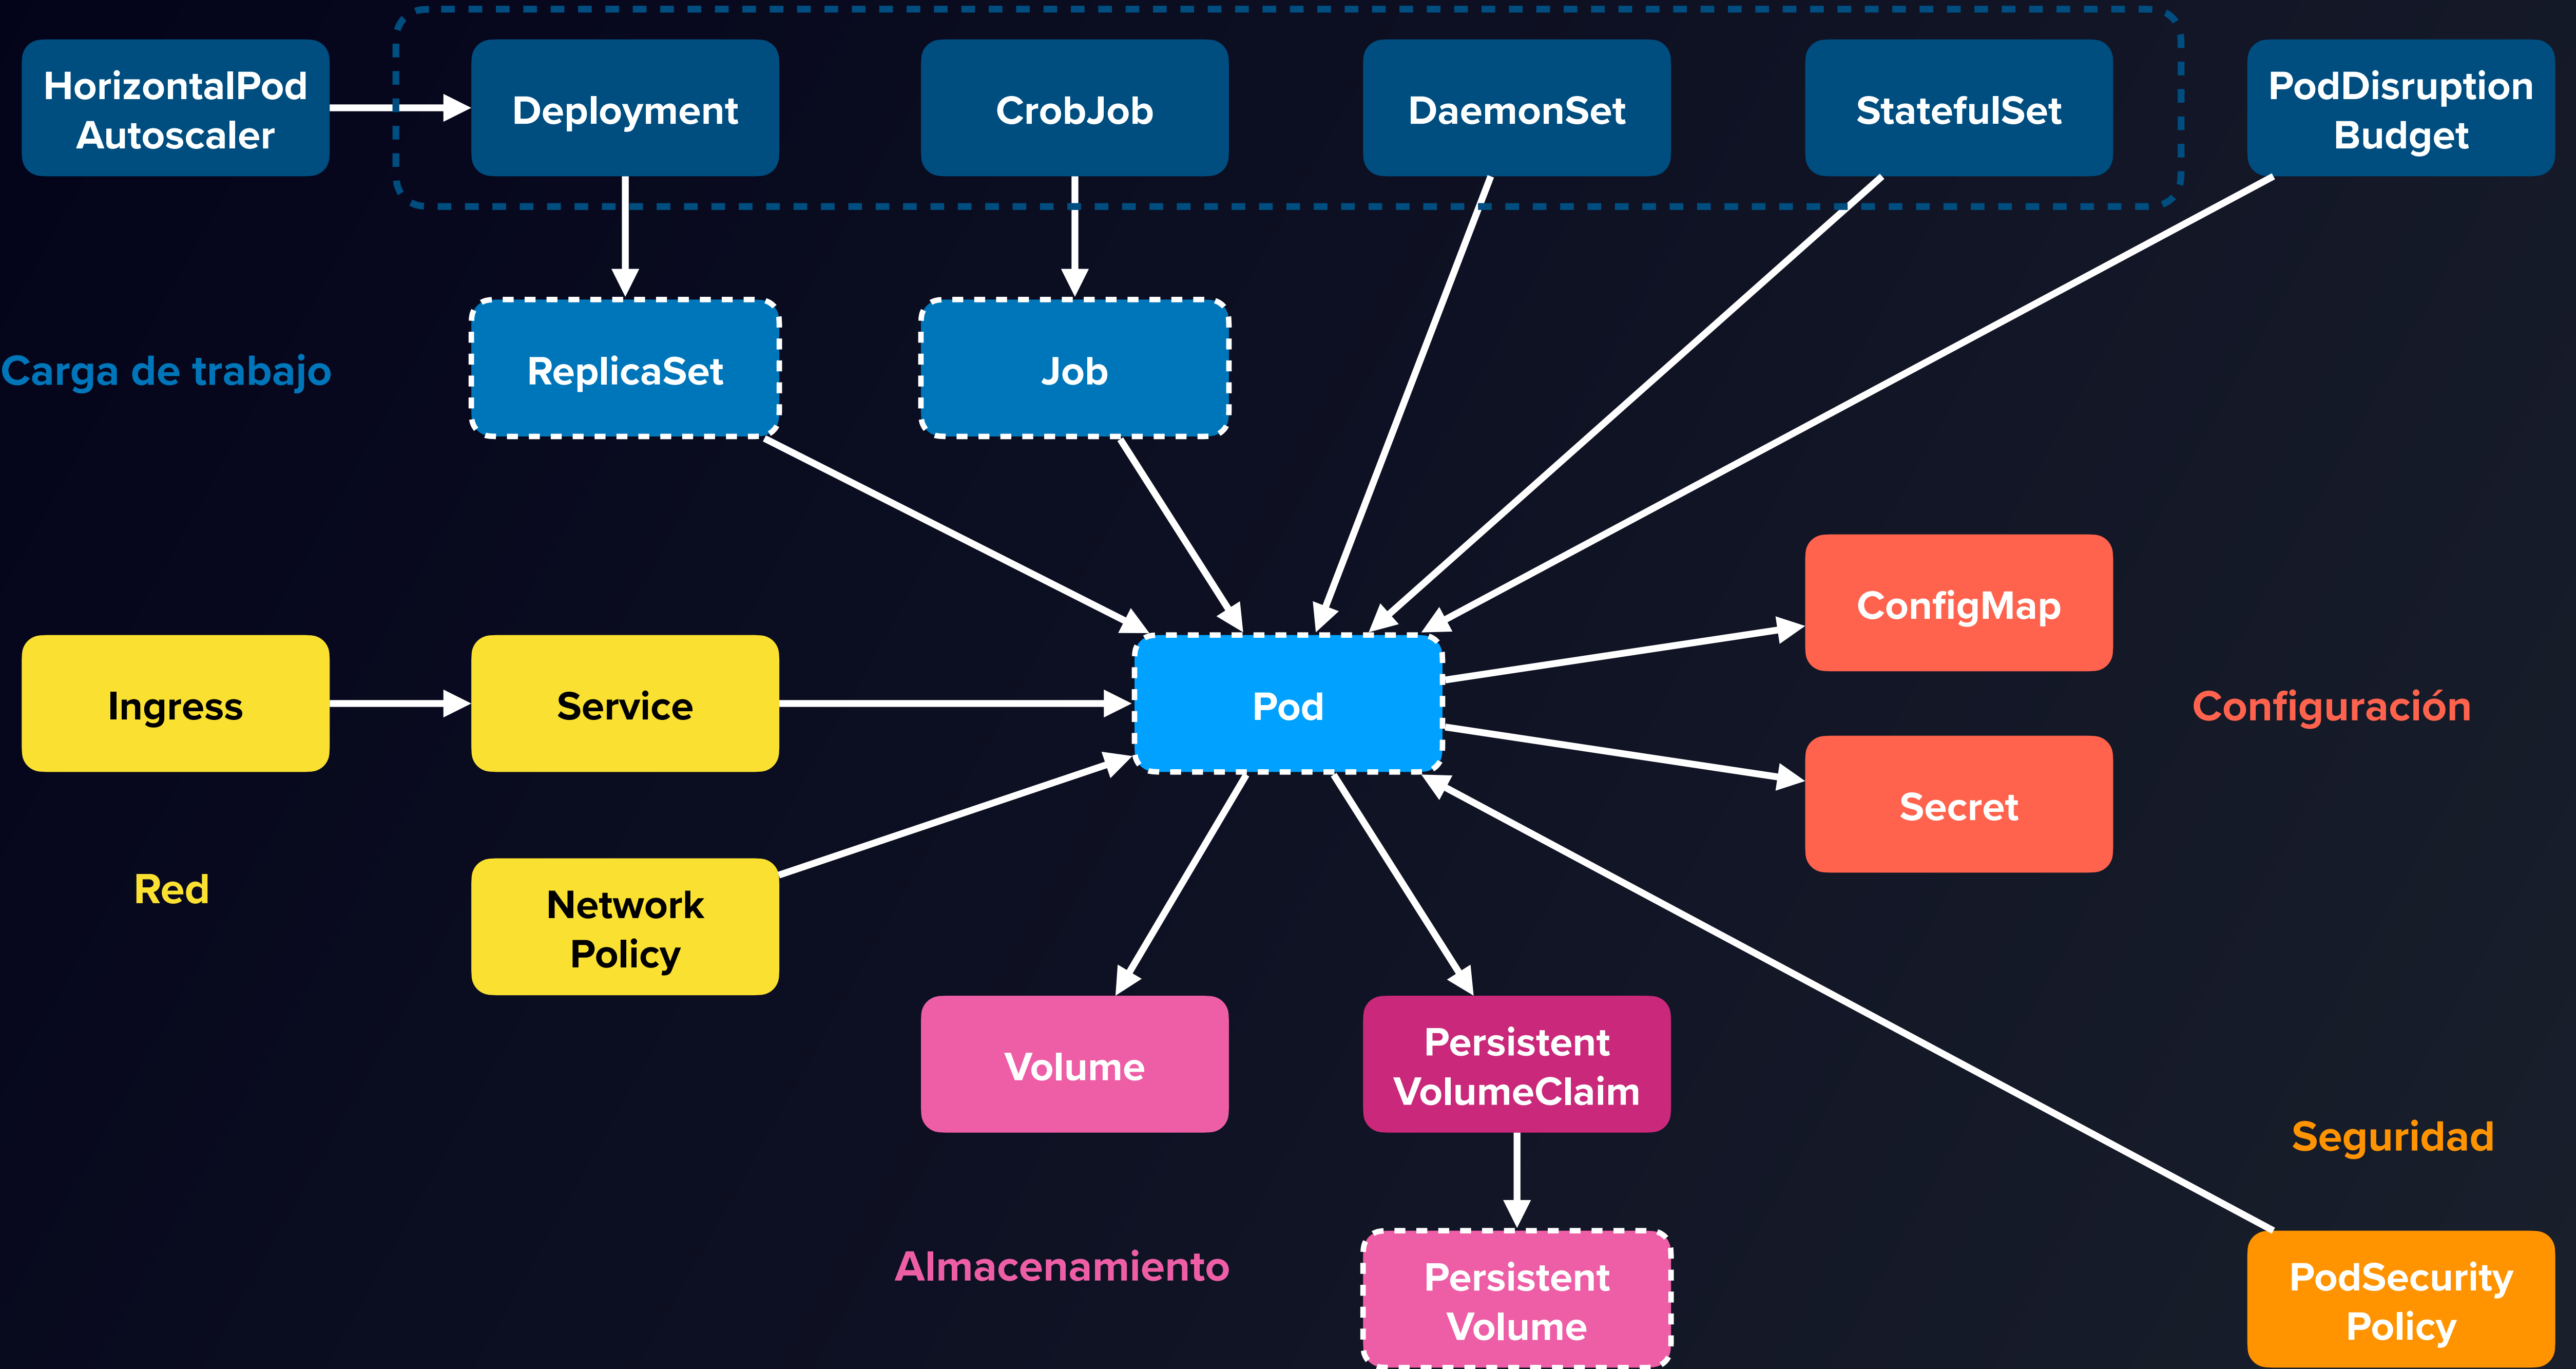 HorizontalPod
Autoscaler
Deployment
CrobJob
DaemonSet
StatefulSet
PodDisruption
Budget
Carga de trabajo
ReplicaSet
Job
ConfigMap
Ingress
Service
Pod
Configuración
Secret
Red
Network
Policy
Volume
Persistent
VolumeClaim
Seguridad
Almacenamiento
Persistent
Volume
PodSecurity
Policy